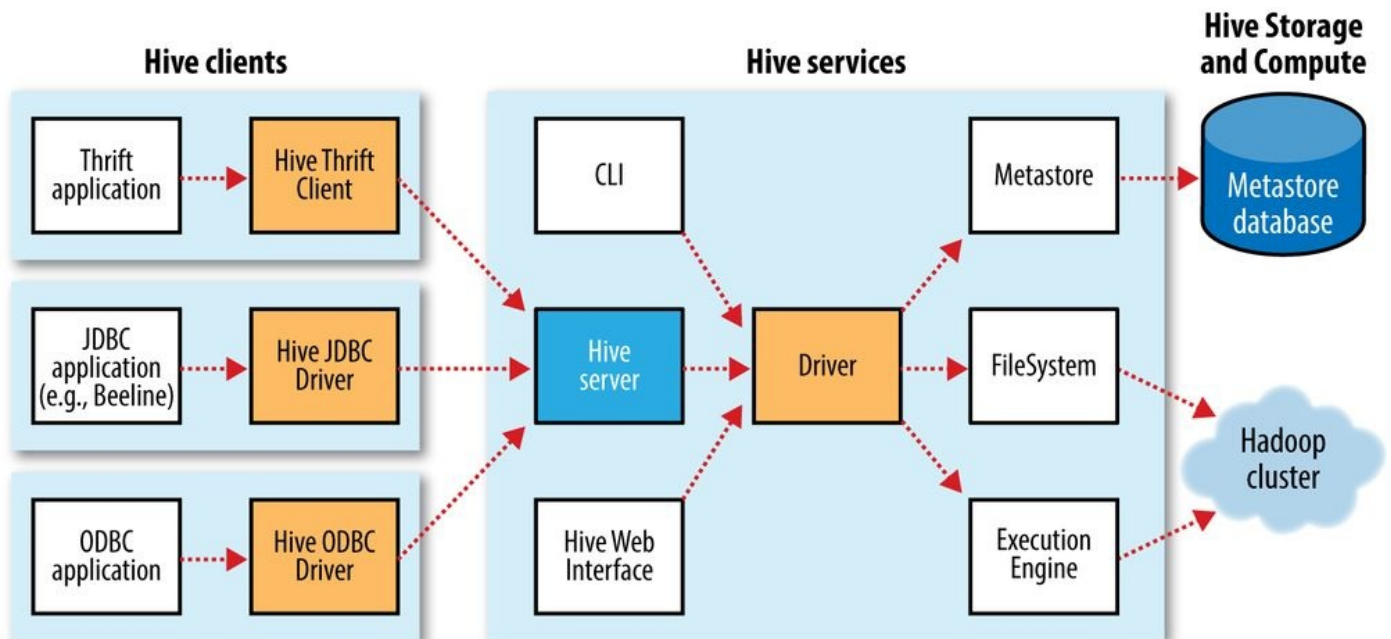 Hive clients
Hive services
Hive Storage
and Compute
Thrift
application
Hive Thrift
Client
CLI
Metastore
Metastore
database
JDBC
application
(e.g., Beeline)
Hive JDBC
Driver
Hive
server
Driver
FileSystem
Hadoop
cluster
ODBC
application
Hive ODBC
Driver
Hive Web
Interface
Execution
Engine